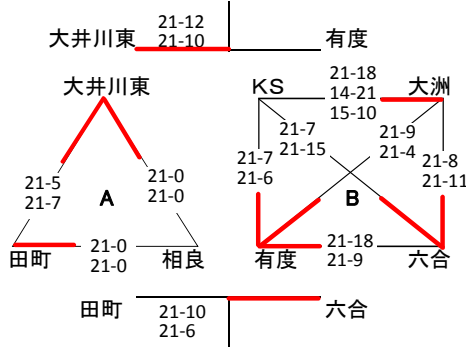 大井川東 21-12 有度
21-10
大井川東
KS 21-18 大洲
14-21
15-10
21-7 21-9
21-15 21-4
21-5 A 21-0 21-7 B 21-8
21-7 21-0 21-6 21-11
田町 21-0 相良 有度 21-18 六合
21-0 21-9
田町 21-10 六合
21-6